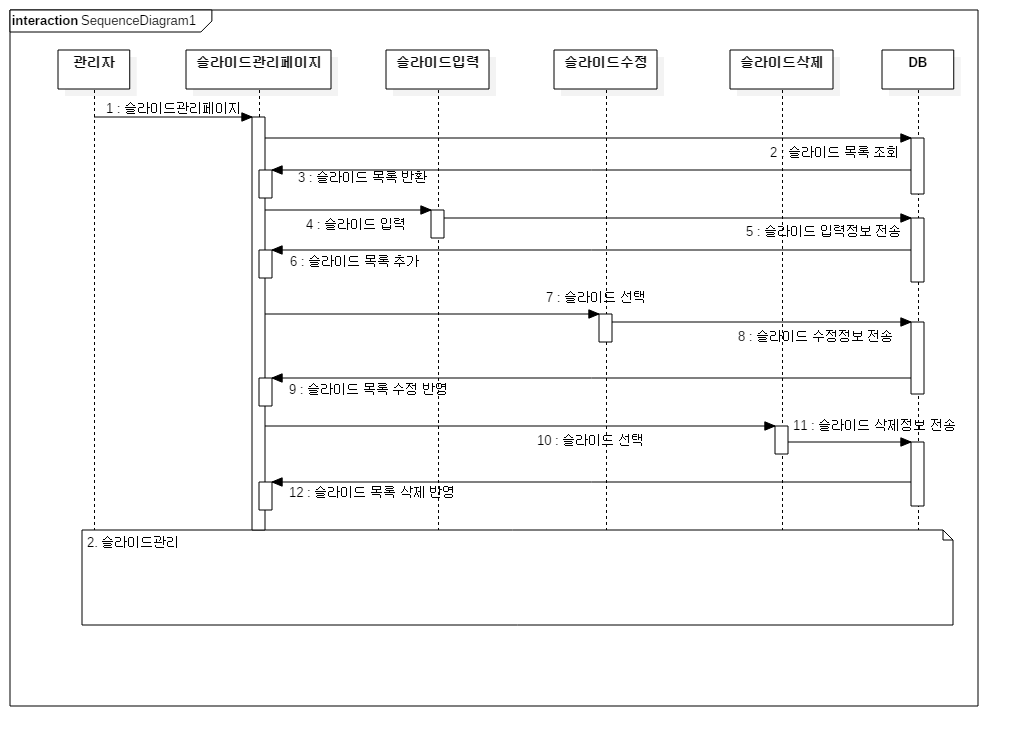 interaction SequenceDiagram1
관리자 슬라이드관리페이지 슬라이드입력 슬라이드수정 슬라이드삭제 DB
1 : 슬라이드관리페이지
2 : 슬라이드 목록 조회
3 : 슬라이드 목록 반환
4 : 슬라이드 입력
5 : 슬라이드 입력정보 전송
6 : 슬라이드 목록 추가
7 : 슬라이드 선택
8 : 슬라이드 수정정보 전송
9 : 슬라이드 목록 수정 반영
11 : 슬라이드 삭제정보 전송
10 : 슬라이드 선택
12 : 슬라이드 목록 삭제 반영
2. 슬라이드관리